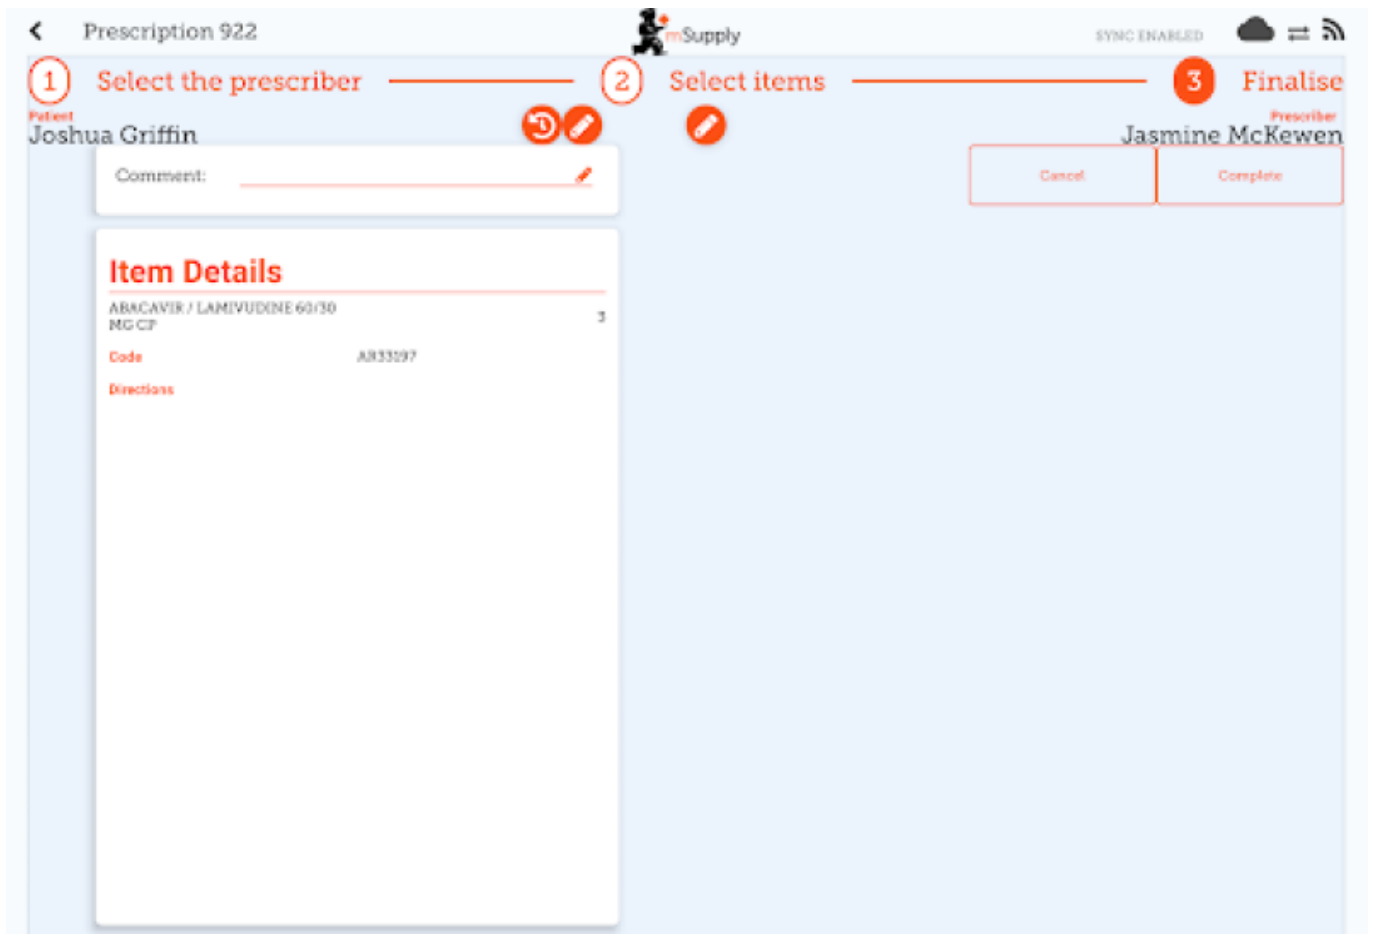 Prescription 922
mSupply
SYNC ENABLED
1 Select the prescriber
2 Select items
3 Finalise
Patient
Joshua Griffin
Prescriber
Jasmine McKewen
Comment:
Cancel
Complete
Item Details
ABACAVIR / LAMIVUDINE 60/30
MG CP
3
Code AB33197
Directions